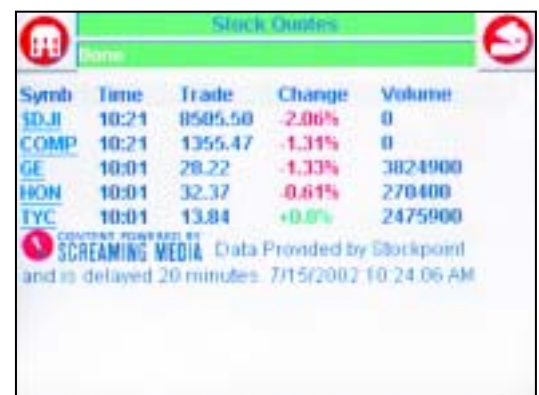 Stock Quotes
Done
Symb Time Trade Change Volume
$DJI 10:21 8505.50 -2.06% 0
COMP 10:21 1355.47 -1.31% 0
GE 10:01 28.22 -1.33% 3824900
HON 10:01 32.37 -0.61% 270400
TYC 10:01 13.84 +0.0% 2475900
CONTENT POWERED BY
SCREAMING MEDIA Data Provided by Stockpoint
and is delayed 20 minutes. 7/15/2002 10:24:06 AM